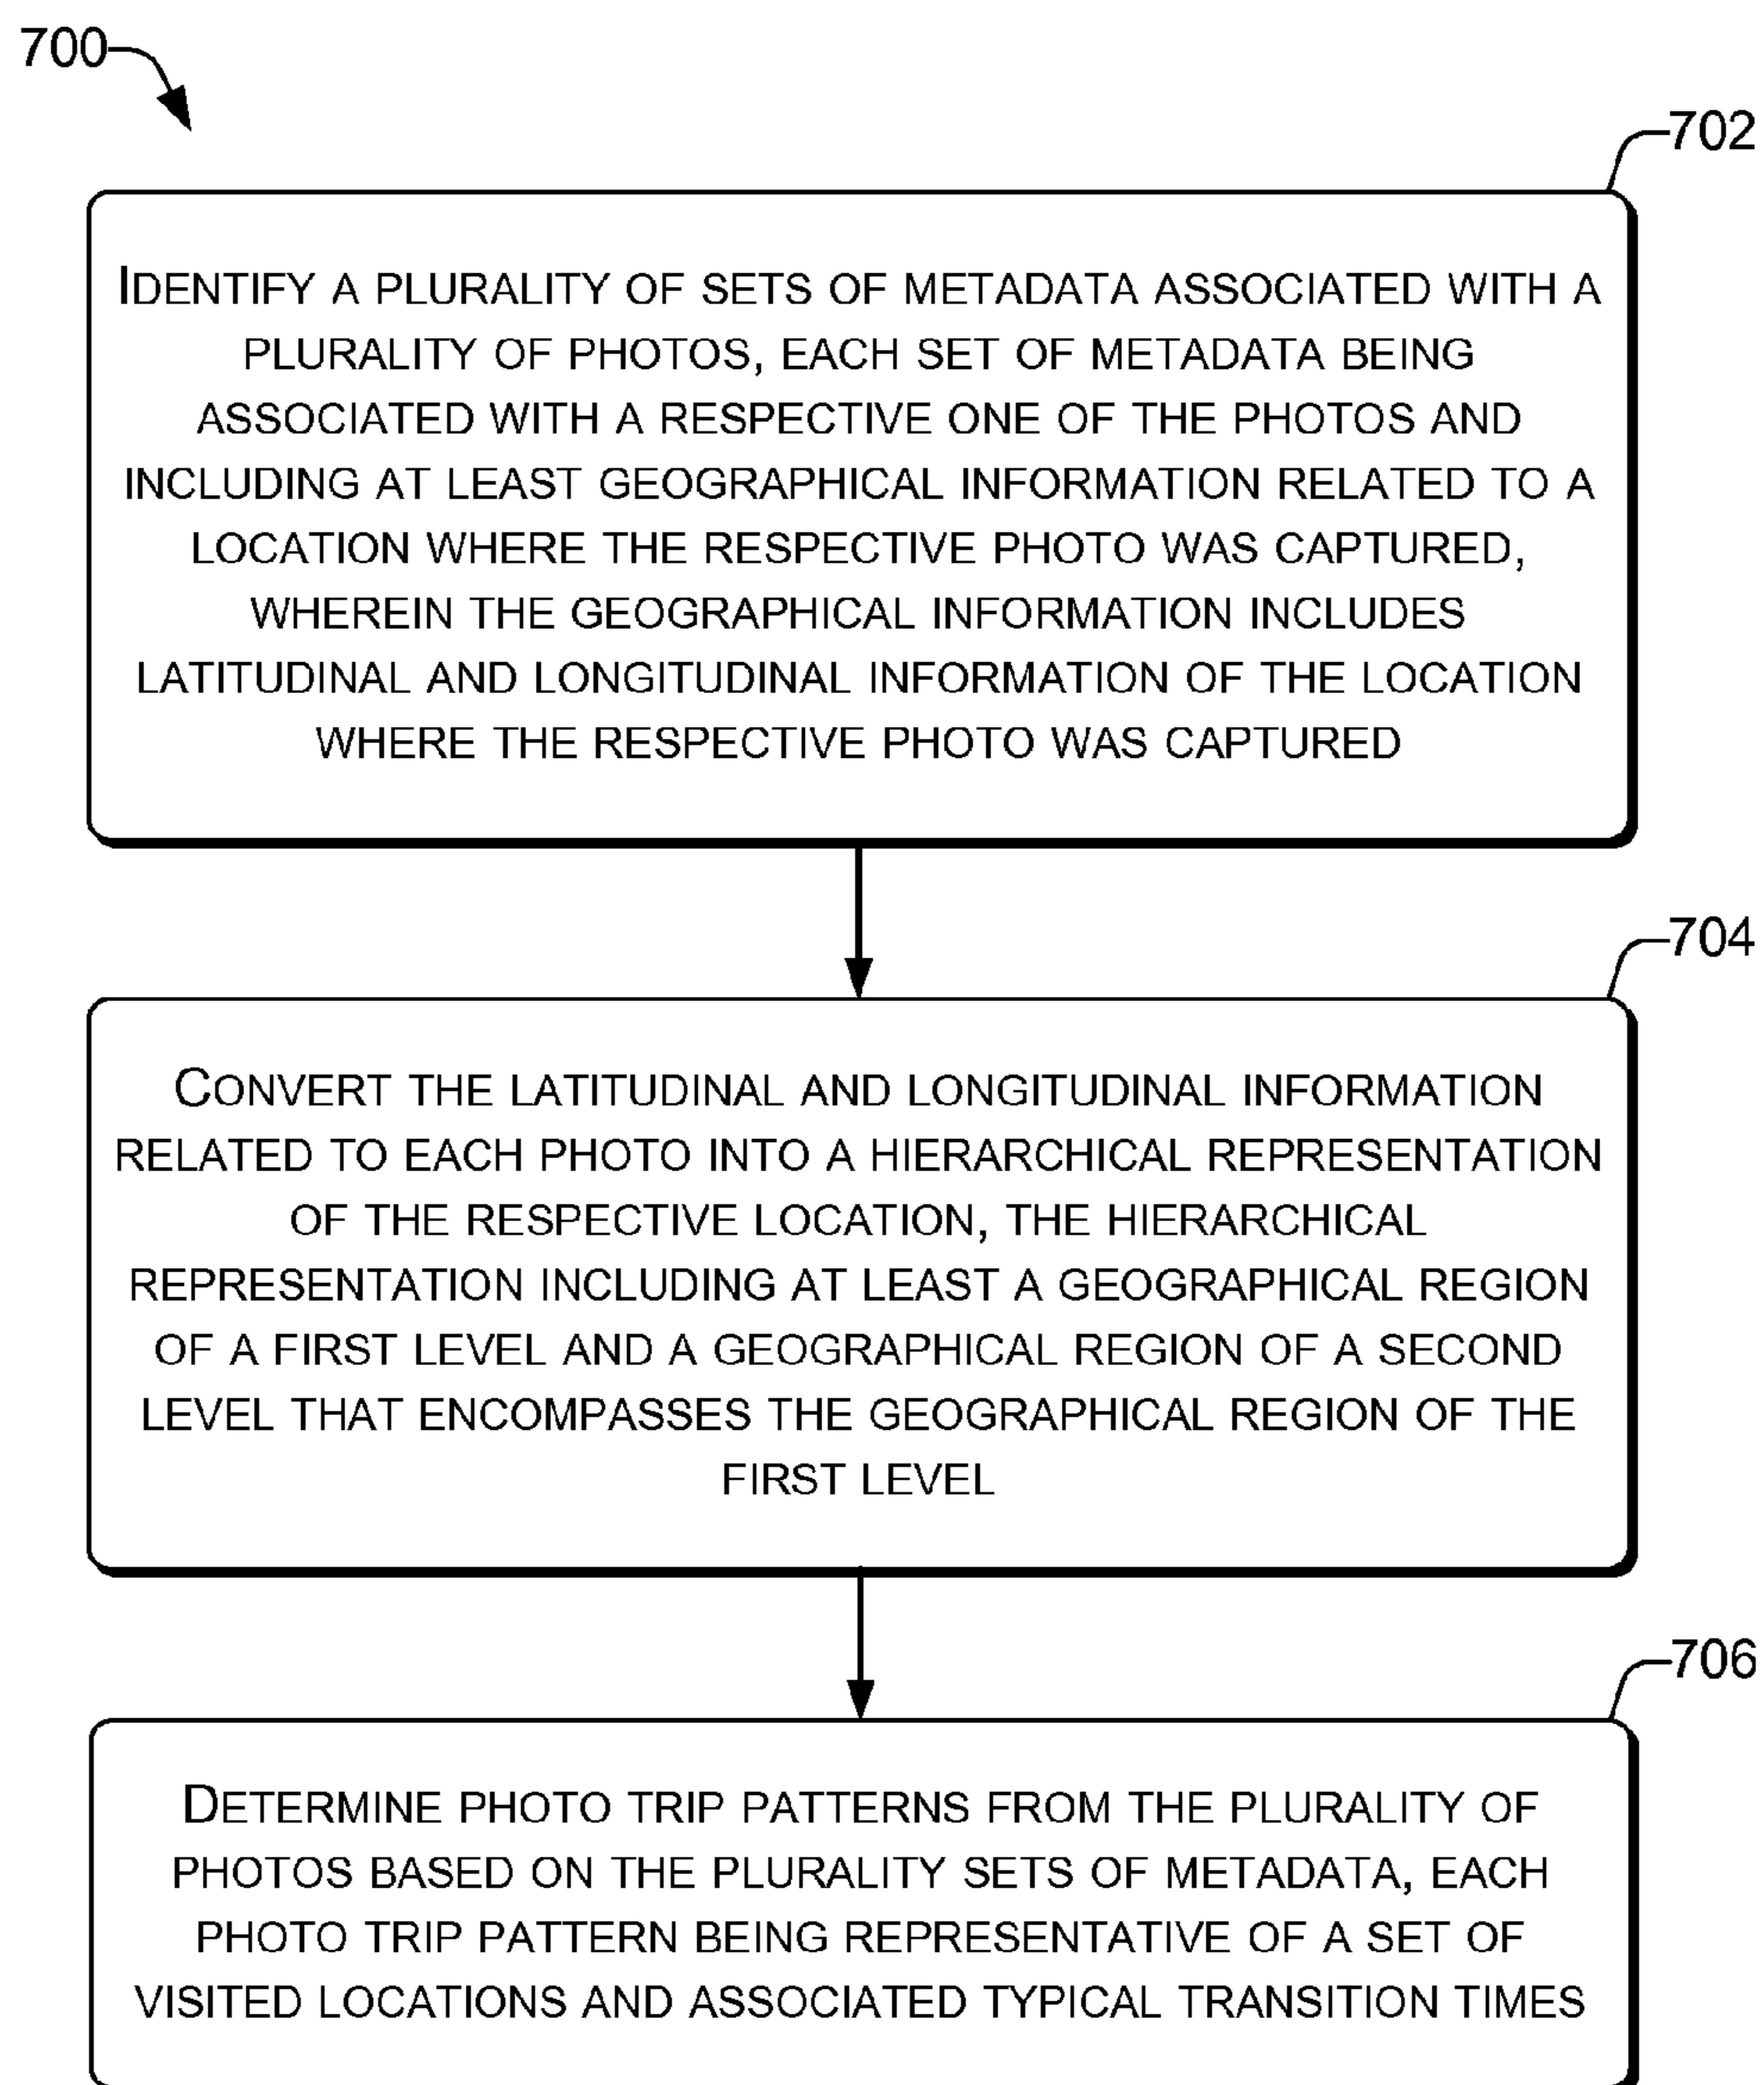 700
702
IDENTIFY A PLURALITY OF SETS OF METADATA ASSOCIATED WITH A
PLURALITY OF PHOTOS, EACH SET OF METADATA BEING
ASSOCIATED WITH A RESPECTIVE ONE OF THE PHOTOS AND
INCLUDING AT LEAST GEOGRAPHICAL INFORMATION RELATED TO A
LOCATION WHERE THE RESPECTIVE PHOTO WAS CAPTURED,
WHEREIN THE GEOGRAPHICAL INFORMATION INCLUDES
LATITUDINAL AND LONGITUDINAL INFORMATION OF THE LOCATION
WHERE THE RESPECTIVE PHOTO WAS CAPTURED
704
CONVERT THE LATITUDINAL AND LONGITUDINAL INFORMATION
RELATED TO EACH PHOTO INTO A HIERARCHICAL REPRESENTATION
OF THE RESPECTIVE LOCATION, THE HIERARCHICAL
REPRESENTATION INCLUDING AT LEAST A GEOGRAPHICAL REGION
OF A FIRST LEVEL AND A GEOGRAPHICAL REGION OF A SECOND
LEVEL THAT ENCOMPASSES THE GEOGRAPHICAL REGION OF THE
FIRST LEVEL
706
DETERMINE PHOTO TRIP PATTERNS FROM THE PLURALITY OF
PHOTOS BASED ON THE PLURALITY SETS OF METADATA, EACH
PHOTO TRIP PATTERN BEING REPRESENTATIVE OF A SET OF
VISITED LOCATIONS AND ASSOCIATED TYPICAL TRANSITION TIMES